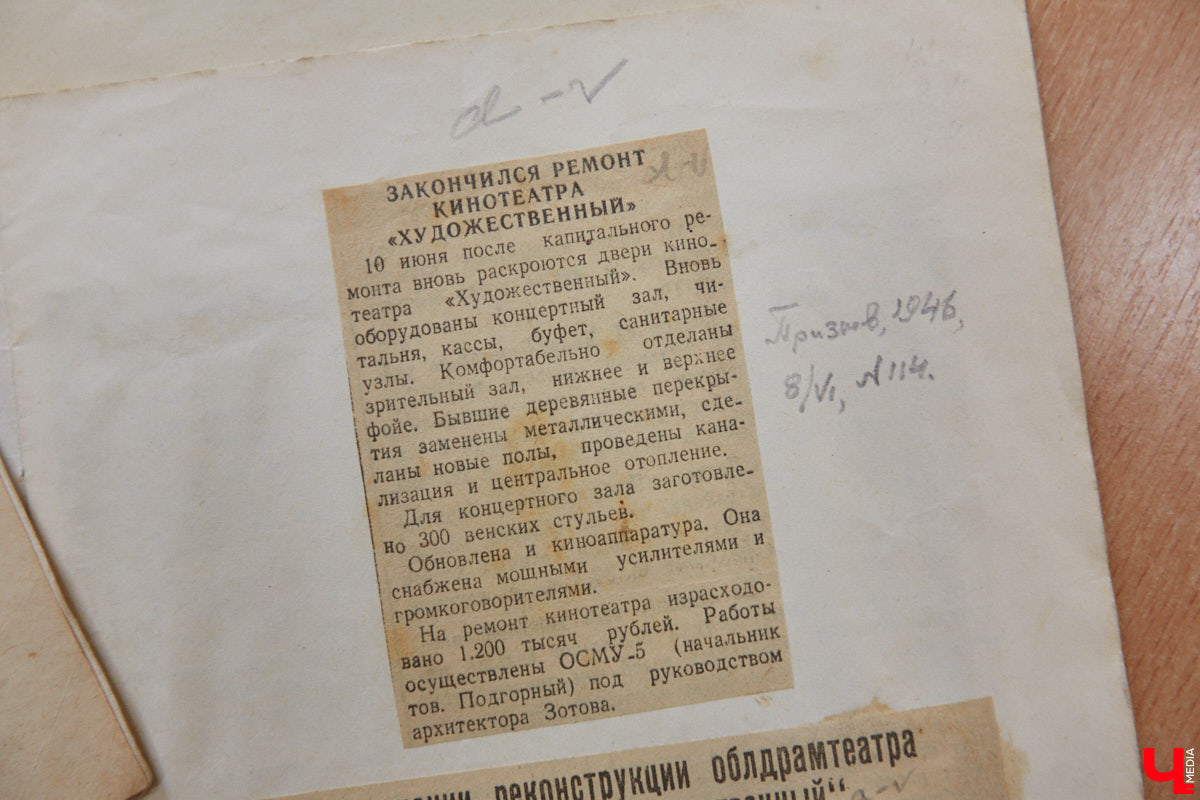 ЗАКОНЧИЛСЯ РЕМОНТ
КИНОТЕАТРА
«ХУДОЖЕСТВЕННЫЙ»
10 июня после капитального ре-
монта вновь раскроются двери кино-
театра «Художественный». Вновь
оборудованы концертный зал, чи-
тальня, кассы, буфет, санитарные
узлы. Комфортабельно отделаны
зрительный зал, нижнее и верхнее
фойе. Бывшие деревянные перекры-
тия заменены металлическими, сде-
ланы новые полы, проведены кана-
лизация и центральное отопление.
Для концертного зала заготовле-
но 300 венских стульев.
Обновлена и киноаппаратура. Она
снабжена мощными усилителями и
громкоговорителями.
На ремонт кинотеатра израсходо-
вано 1.200 тысяч рублей. Работы
осуществлены ОСМУ-5 (начальник
тов. Подгорный) под руководством
архитектора Зотова.
1946,
8/VI, N 114.
реконструкции облдрамтеатра
Ч MEDIA